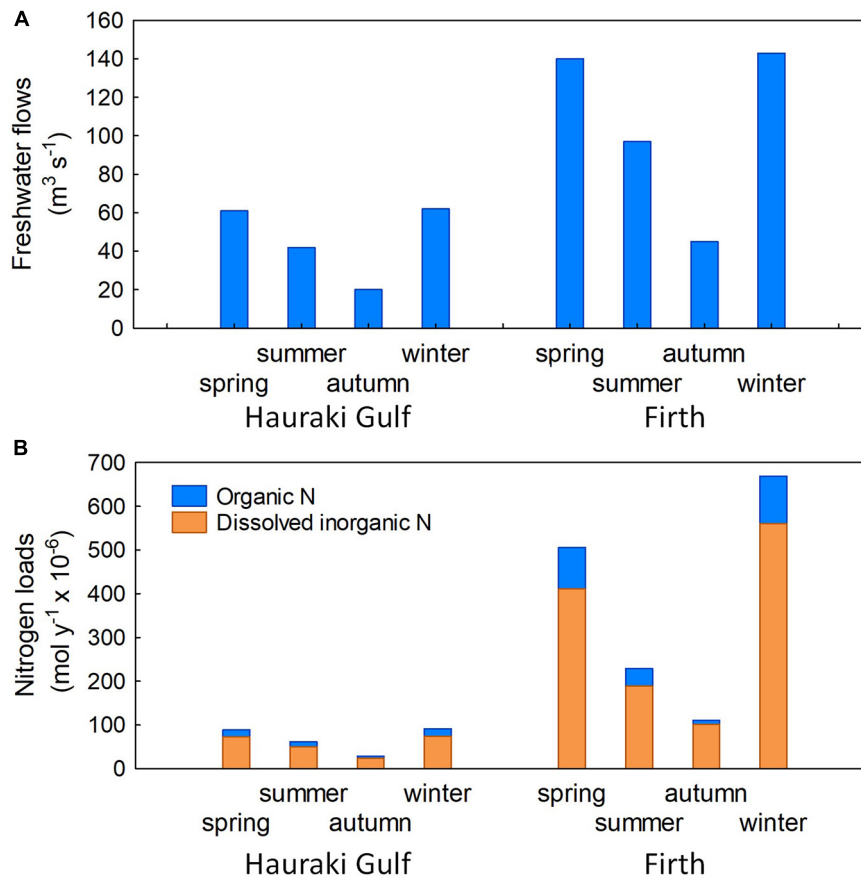 A
160
140
120
100
80
60
40
20
0
Freshwater flows
(m³ s⁻¹)
summer winter spring autumn
spring autumn summer winter
Hauraki Gulf Firth
B
700
600
500
400
300
200
100
0
Nitrogen loads
(mol y⁻¹ x 10⁻⁶)
Organic N
Dissolved inorganic N
summer winter spring autumn
spring autumn summer winter
Hauraki Gulf Firth